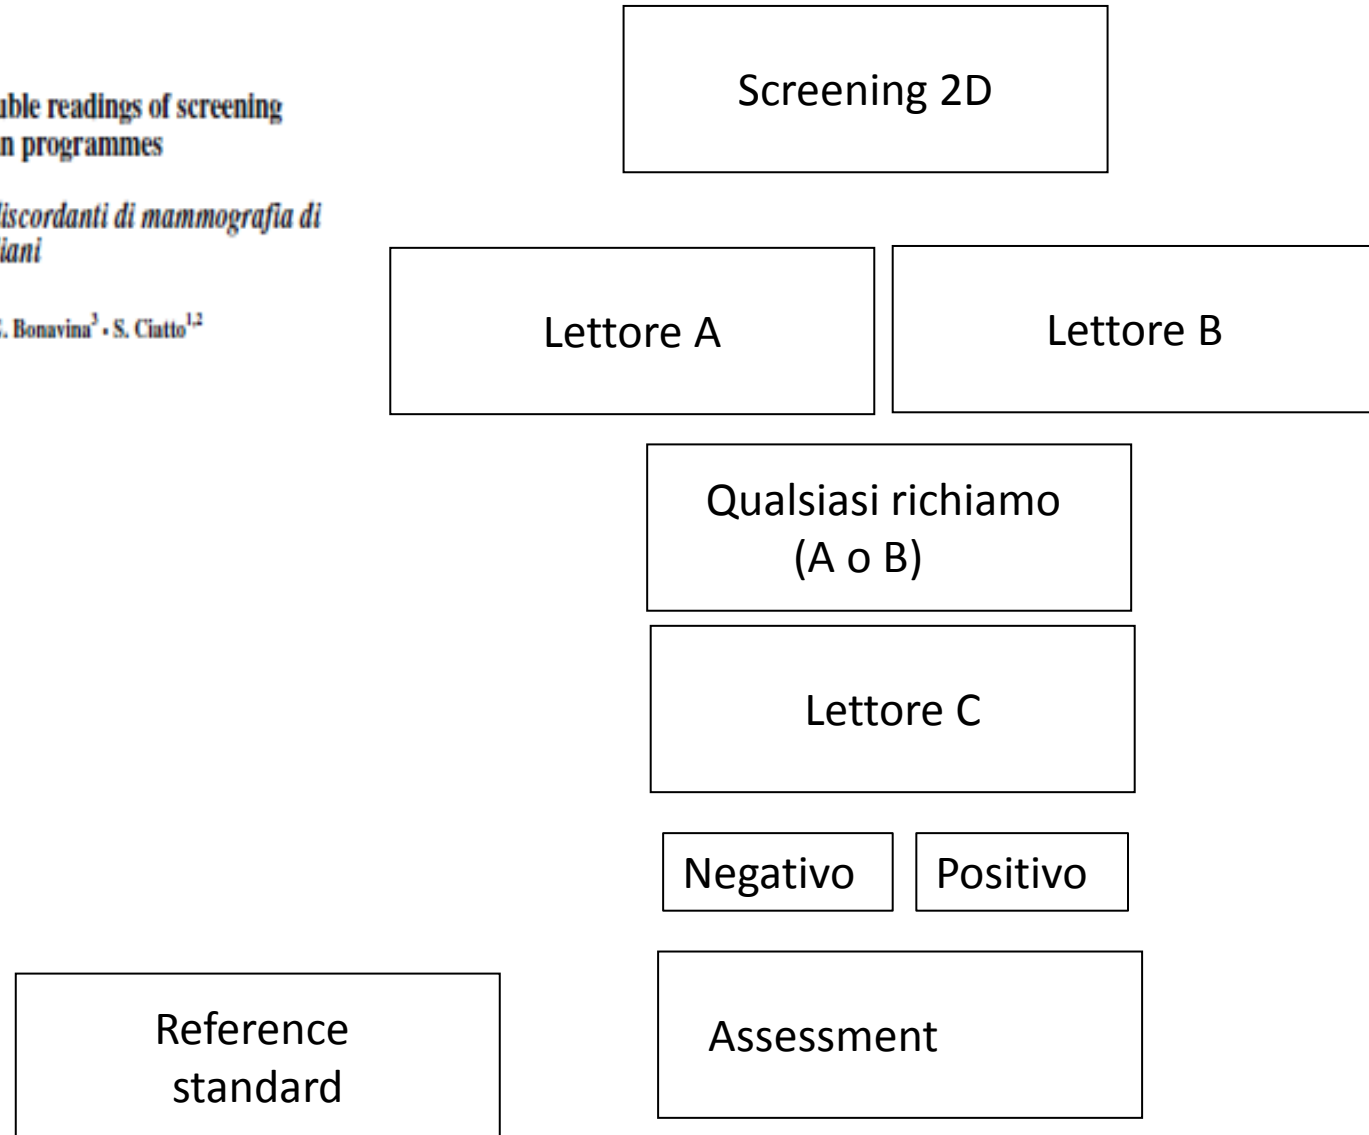 Screening 2D
uble readings of screening
n programmes
liscordanti di mammografia di
iani
. Bonavina³ • S. Ciatto¹,²
Lettore A
Lettore B
Qualsiasi richiamo
(A o B)
Lettore C
Negativo
Positivo
Reference
standard
Assessment